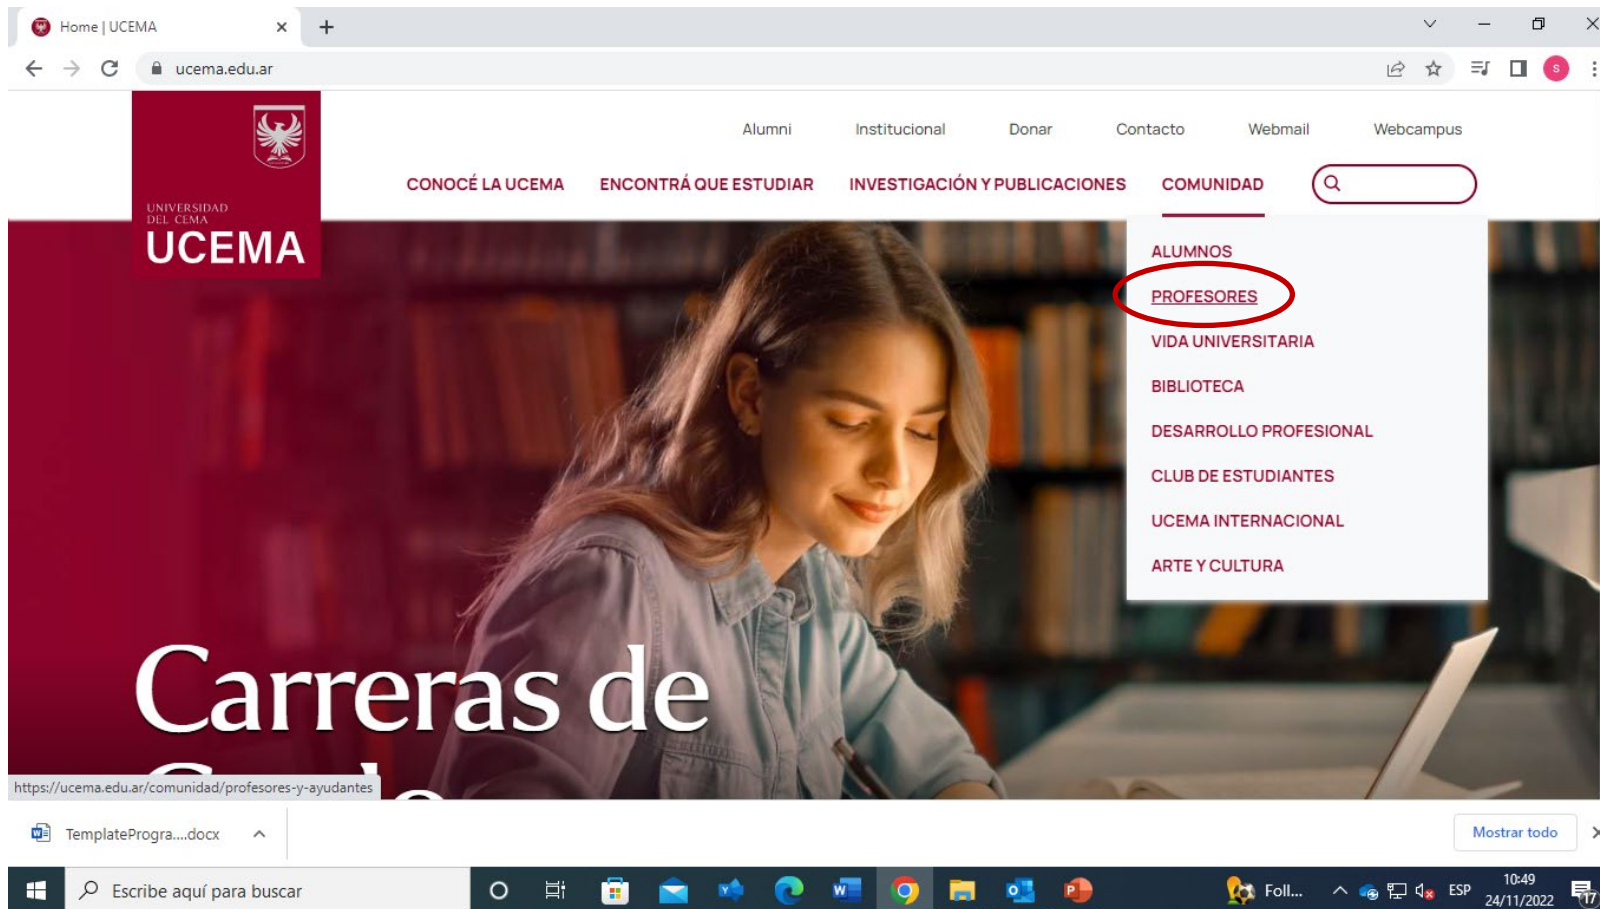 Home | UCEMA
ucema.edu.ar
S
Alumni Institucional Donar Contacto Webmail Webcampus
CONOCÉ LA UCEMA ENCONTRÁ QUE ESTUDIAR INVESTIGACIÓN Y PUBLICACIONES COMUNIDAD
UNIVERSIDAD
DEL CEMA
UCEMA
ALUMNOS
PROFESORES
VIDA UNIVERSITARIA
BIBLIOTECA
DESARROLLO PROFESIONAL
CLUB DE ESTUDIANTES
UCEMA INTERNACIONAL
ARTE Y CULTURA
Carreras de
https://ucema.edu.ar/comunidad/profesores-y-ayudantes
TemplateProgra....docx
Mostrar todo
Escribe aquí para buscar
Foll...
ESP
10:49
24/11/2022
17